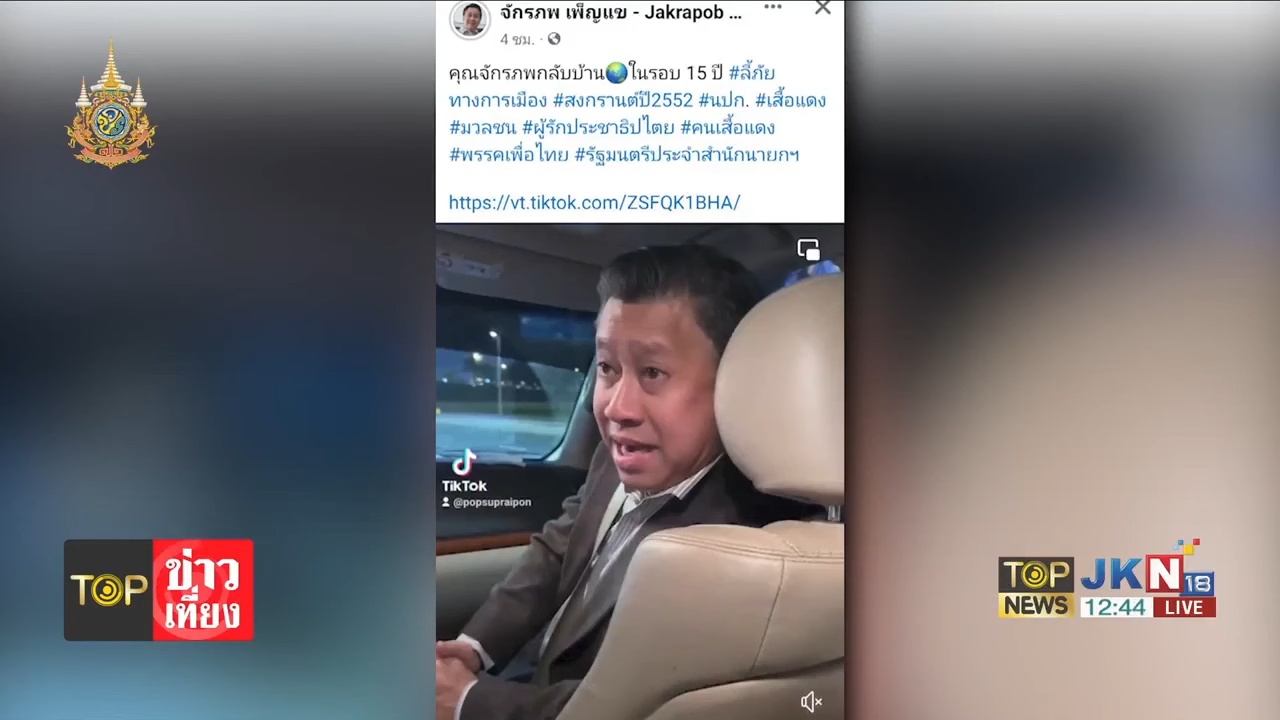 จักรภพ เพ็ญแข - Jakrapob ...
4 ชม. ·
คุณจักรภพกลับบ้าน🌏ในรอบ 15 ปี #ลี้ภัย
ทางการเมือง #สงกรานต์ปี2552 #นปก. #เสื้อแดง
#มวลชน #ผู้รักประชาธิปไตย #คนเสื้อแดง
#พรรคเพื่อไทย #รัฐมนตรีประจำสำนักนายกฯ
https://vt.tiktok.com/ZSFQK1BHA/
TikTok
@popsupraipon
TOP ข่าว
เที่ยง
TOP
NEWS
JKN 18
12:44 LIVE